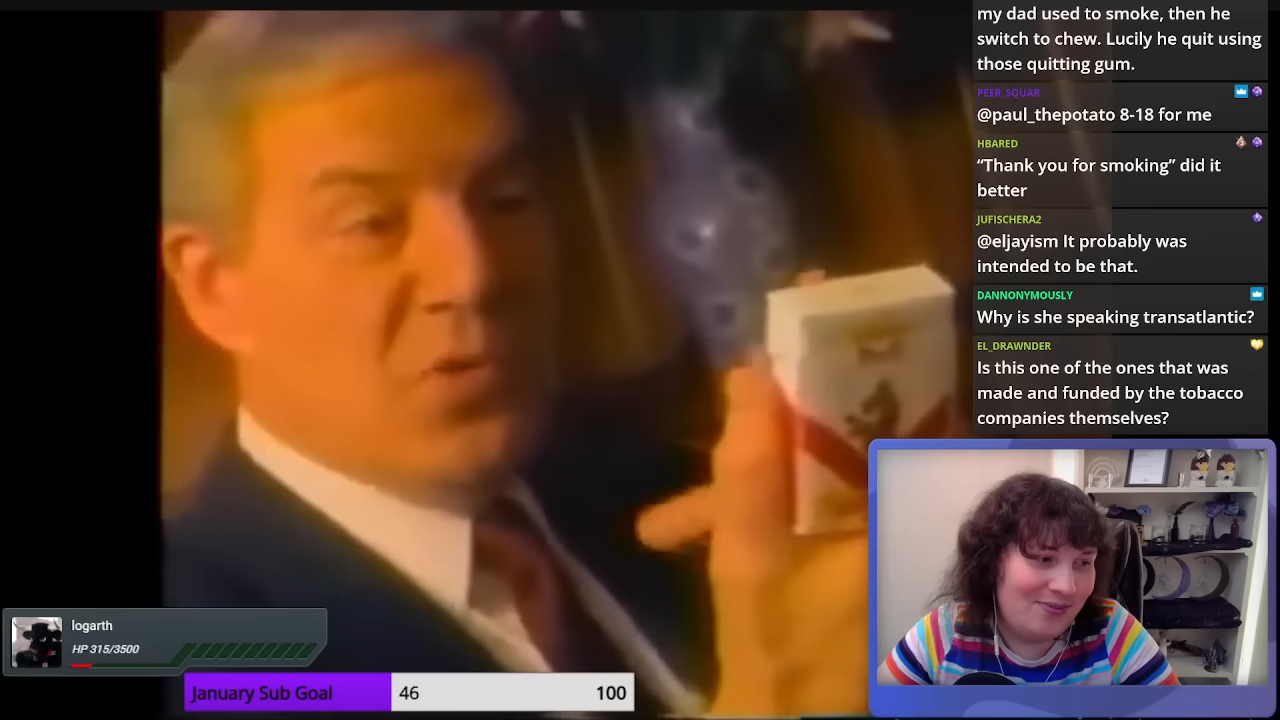 my dad used to smoke, then he
switch to chew. Lucily he quit using
those quitting gum.
PEER_SQUAR
@paul_thepotato 8-18 for me
HBARED
“Thank you for smoking” did it
better
JUFISCHERA2
@eljayism It probably was
intended to be that.
DANNONYMOUSLY
Why is she speaking transatlantic?
EL_DRAWNDER
Is this one of the ones that was
made and funded by the tobacco
companies themselves?
logarth
HP 315/3500
January Sub Goal 46 100